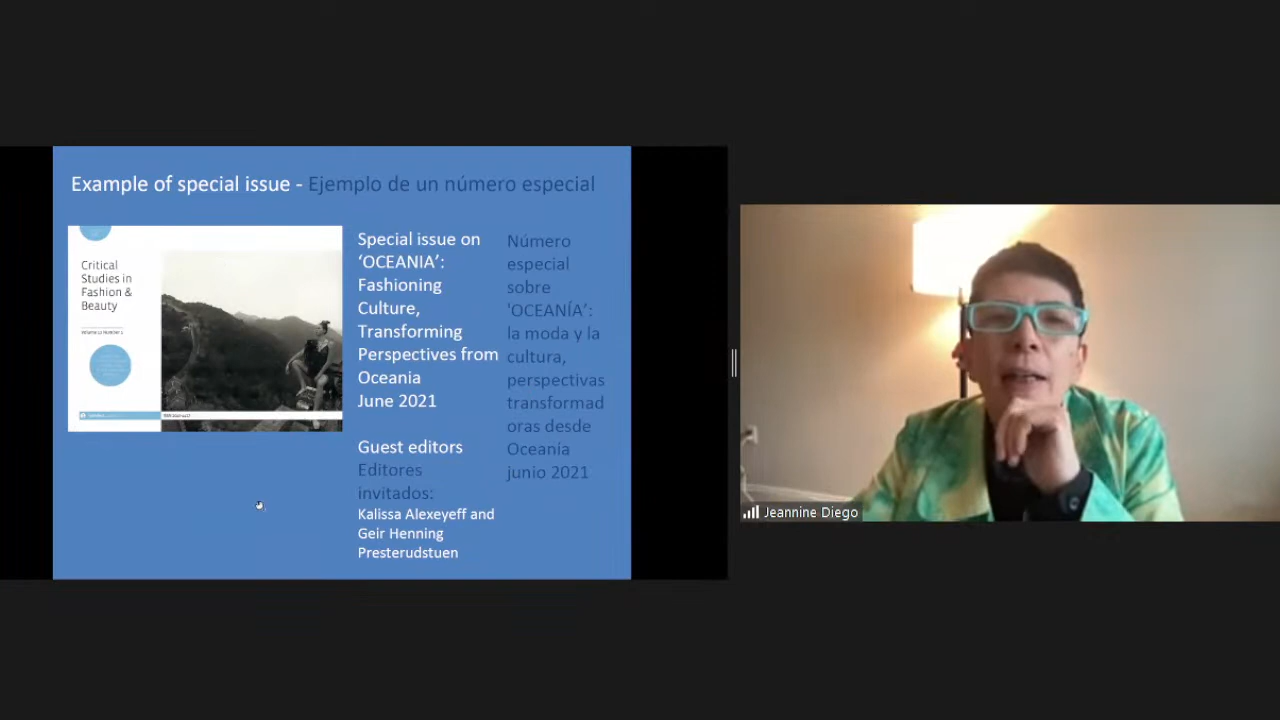 Example of special issue - Ejemplo de un número especial
Critical
Studies in
Fashion &
Beauty
Special issue on
‘OCEANIA’:
Fashioning
Culture,
Transforming
Perspectives from
Oceania
June 2021
Guest editors
Editores
invitados:
Kalissa Alexeyeff and
Geir Henning
Presterudstuen
Número
especial
sobre
'OCEANÍA’:
la moda y la
cultura,
perspectivas
transformad
oras desde
Oceanía
junio 2021
Jeannine Diego